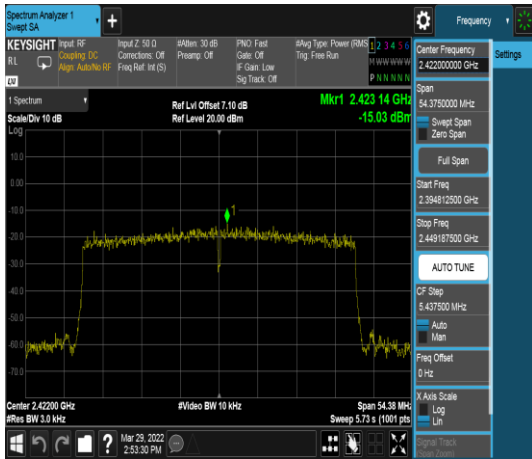 Spectrum Analyzer 1
Swept SA
Frequency
KEYSIGHT
Input: RF
Input Z: 50 Ω
#Atten: 30 dB
PNO: Fast
#Avg Type: Power (RMS
1 2 3 4 5 6
RL
Coupling: DC
Corrections: Off
Preamp: Off
Gate: Off
Trig: Free Run
Align: Auto/No RF
Freq Ref: Int (S)
IF Gain: Low
M W W W W W
Sig Track: Off
P N N N N N
LXI
1 Spectrum
Scale/Div 10 dB
Ref Lvl Offset 7.10 dB
Ref Level 20.00 dBm
Mkr1 2.423 14 GHz
-15.03 dBm
Log
10.0
0.00
-10.0
-20.0
-30.0
-40.0
-50.0
-60.0
-70.0
1
Center 2.42200 GHz
#Video BW 10 kHz
Span 54.38 MHz
#Res BW 3.0 kHz
Sweep 5.73 s (1001 pts)
Mar 29, 2022
2:53:30 PM
Center Frequency
2.422000000 GHz
Settings
Span
54.3750000 MHz
Swept Span
Zero Span
Full Span
Start Freq
2.394812500 GHz
Stop Freq
2.449187500 GHz
AUTO TUNE
CF Step
5.437500 MHz
Auto
Man
Freq Offset
0 Hz
X Axis Scale
Log
Lin
Signal Track
(Span Zoom)